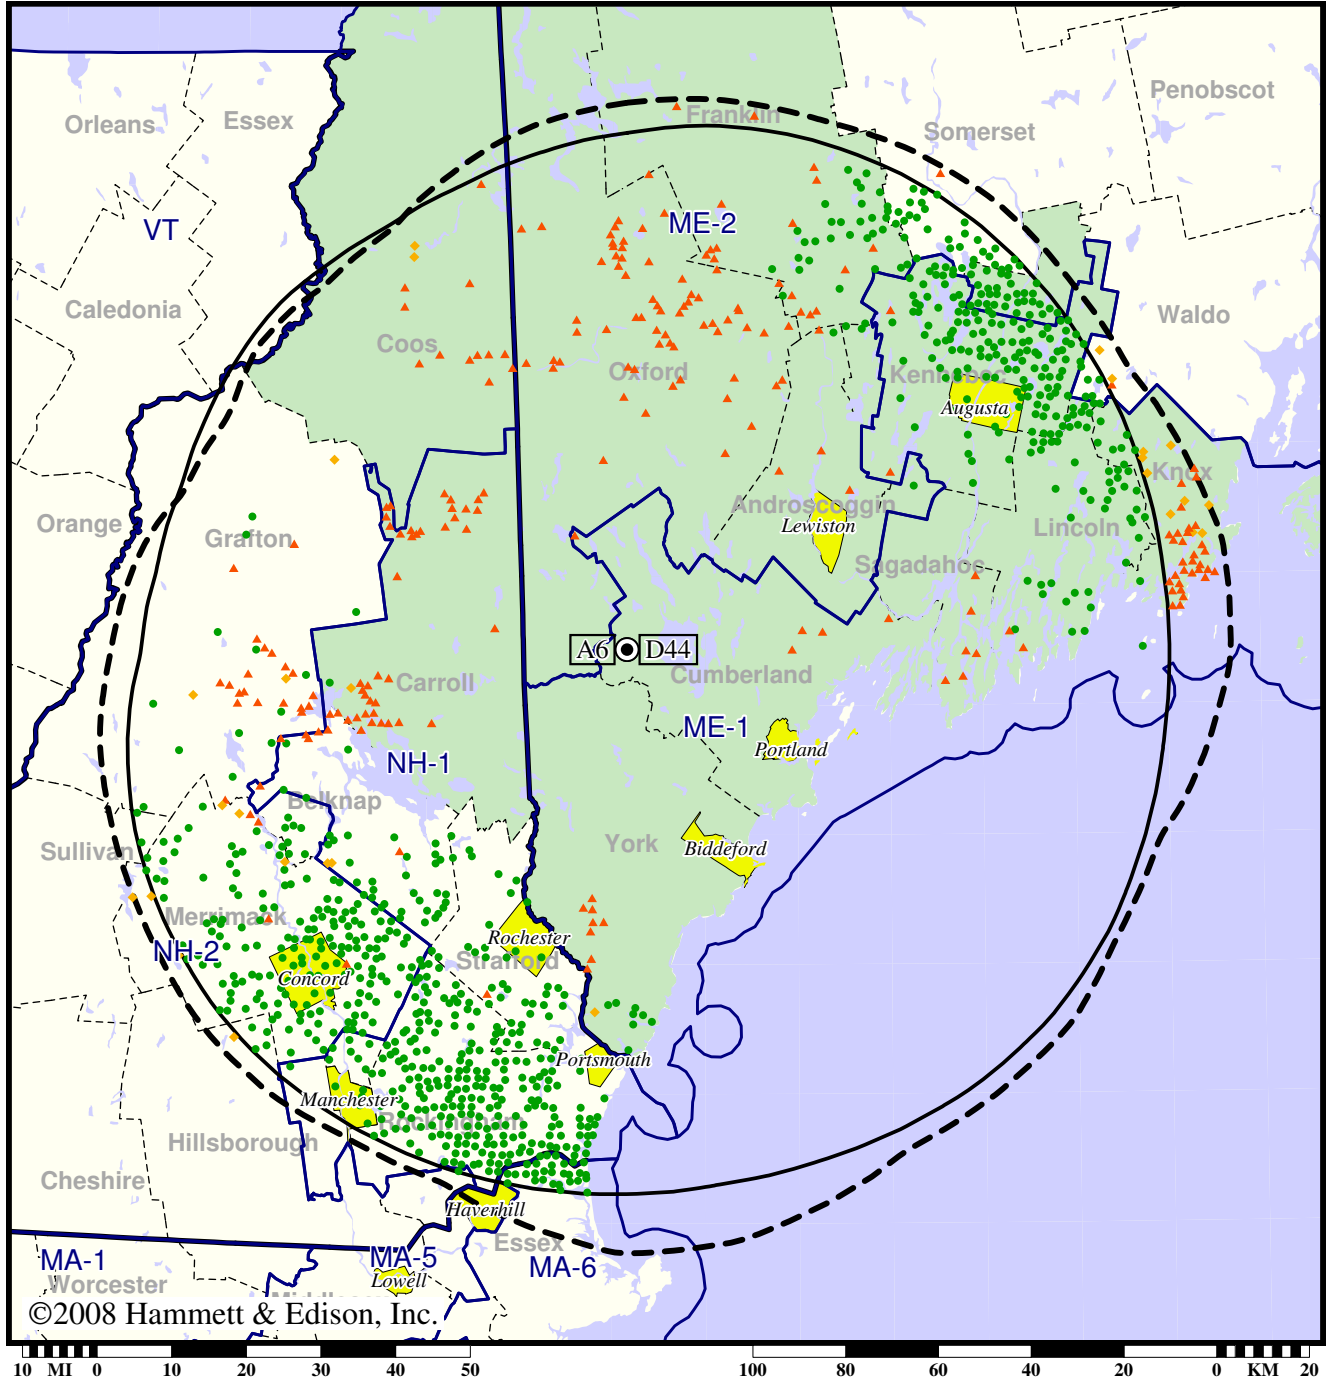 Penobscot
Franklin
Orleans
Essex
Somerset
VT
ME-2
Caledonia
Waldo
Coos
Oxford
Kennebec
Augusta
Knox
Androscoggin
Lewiston
Orange
Grafton
Lincoln
Sagadahoc
A6 D44
Carroll
Cumberland
ME-1
Portland
NH-1
Belknap
Sullivan
York
Biddeford
Merrimack
NH-2
Rochester
Strafford
Concord
Portsmouth
Manchester
Rockingham
Hillsborough
Cheshire
Haverhill
Essex
MA-1
MA-5
MA-6
Worcester
Lowell
©2008 Hammett & Edison, Inc.
10 MI 0 10 20 30 40 50 100 80 60 40 20 0 KM 20